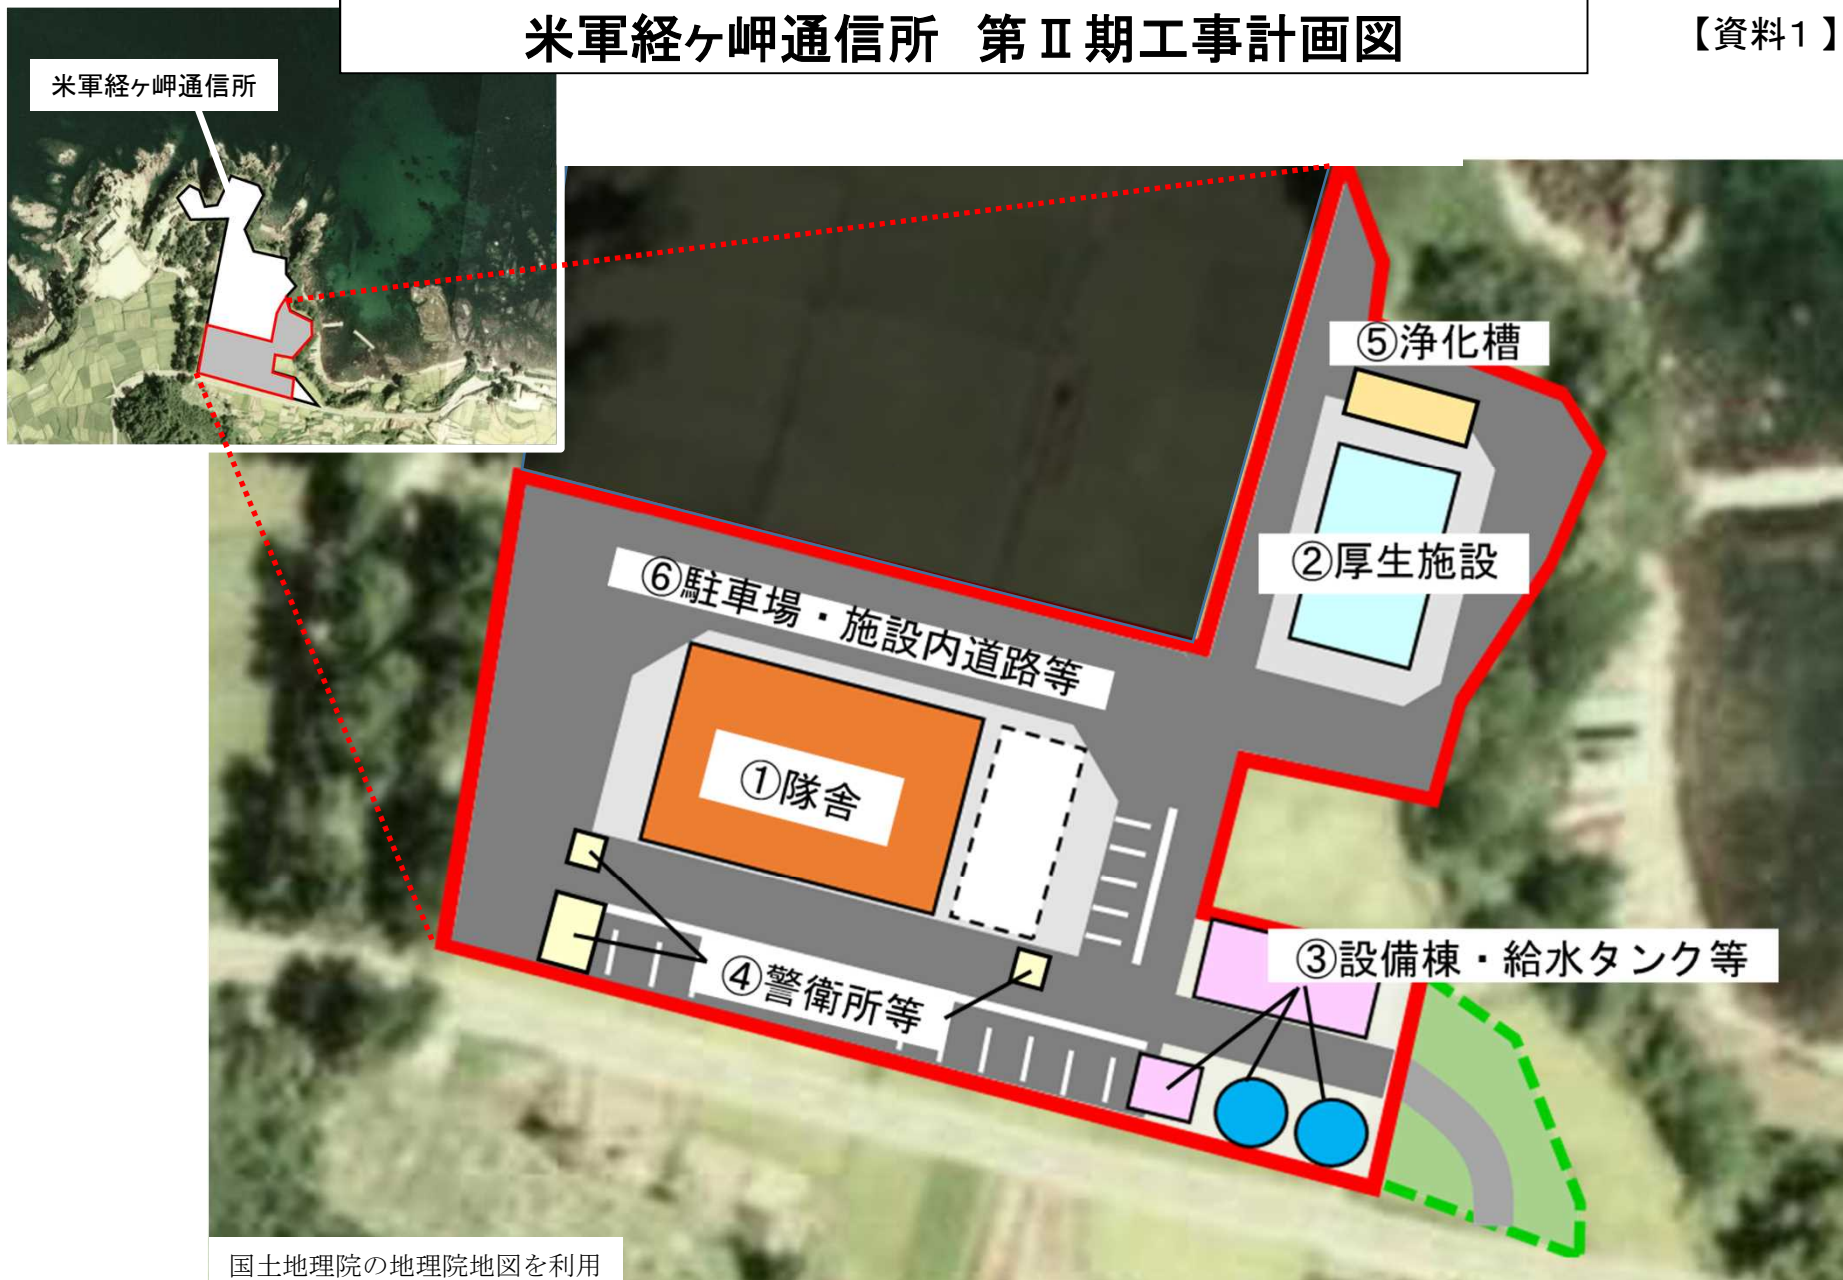 米軍経ヶ岬通信所 第Ⅱ期工事計画図
【資料1】
米軍経ヶ岬通信所
⑤浄化槽
②厚生施設
⑥駐車場・施設内道路等
①隊舎
③設備棟・給水タンク等
④警衛所等
国土地理院の地理院地図を利用